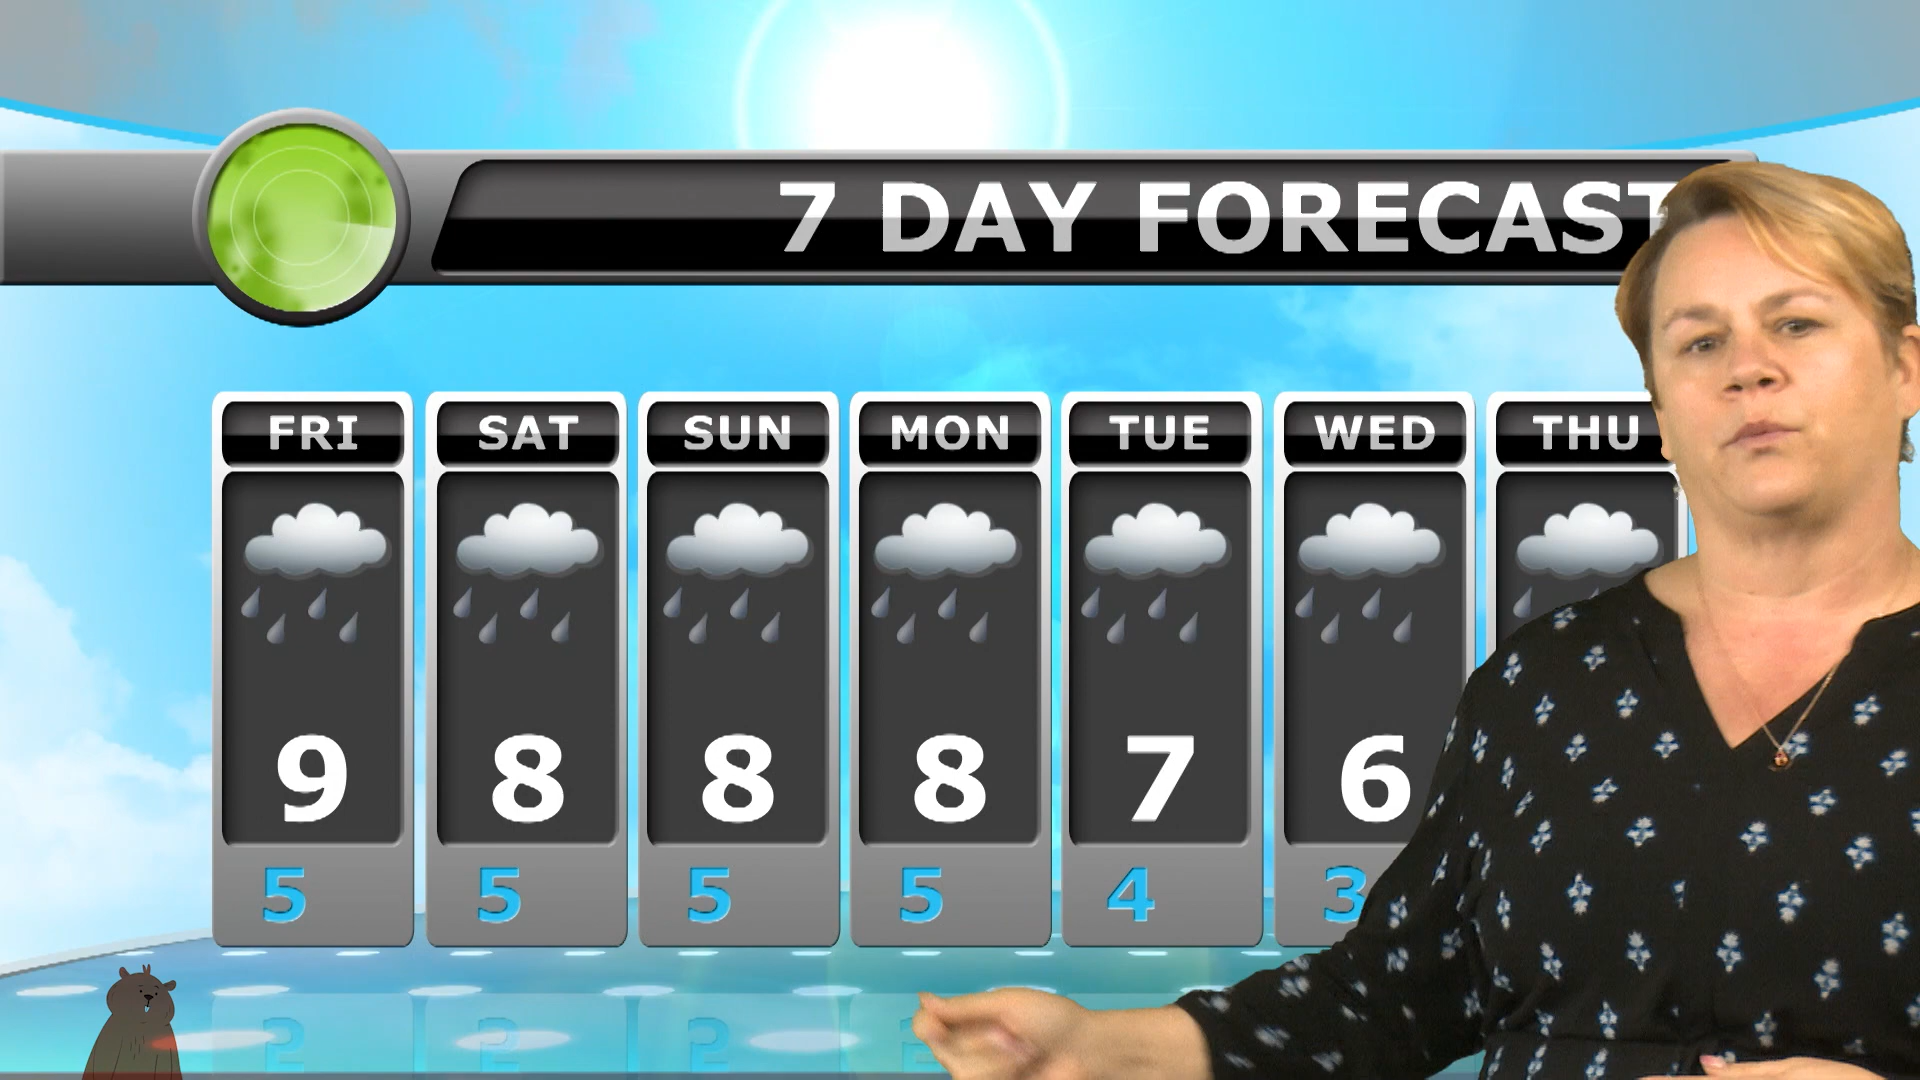 7 DAY FORECAST
FRI SAT SUN MON TUE WED THU
9 8 8 8 7 6
5 5 5 5 4 3